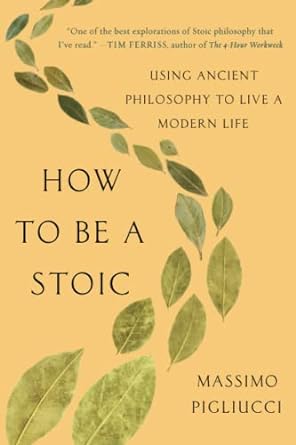 "One of the best explorations of Stoic philosophy that
I've read." —TIM FERRISS, author of The 4-Hour Workweek
USING ANCIENT
PHILOSOPHY TO LIVE A
MODERN LIFE
HOW
TO BE A
STOIC
MASSIMO
PIGLIUCCI